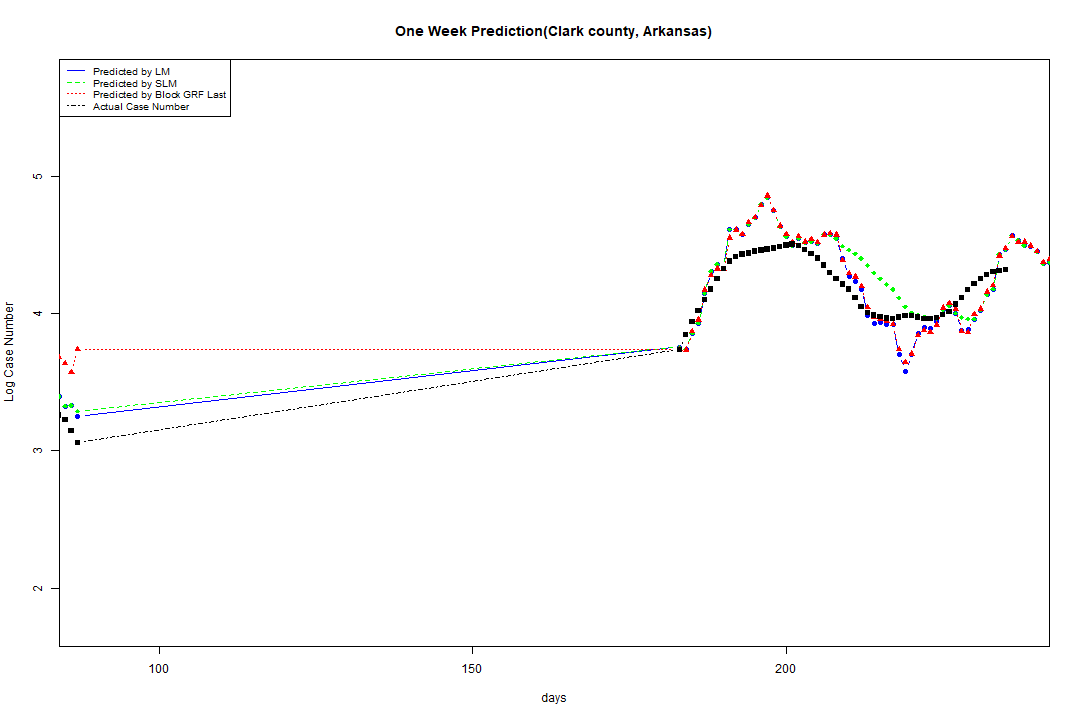 One Week Prediction(Clark county, Arkansas)
Predicted by LM
Predicted by SLM
Predicted by Block GRF Last
Actual Case Number
Log Case Number
5
4
3
2
100 150 200
days